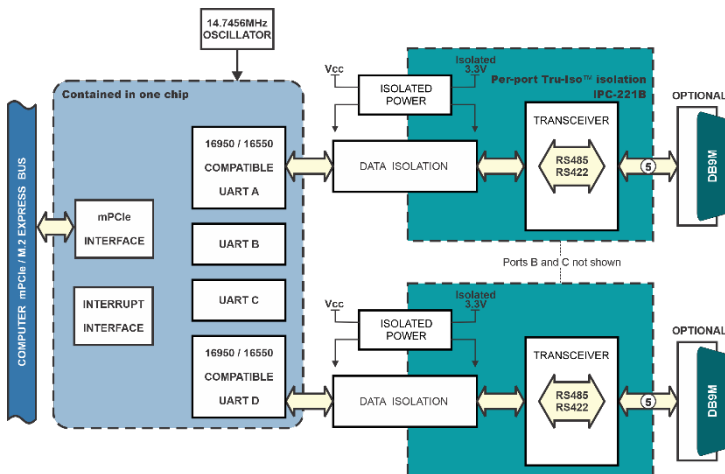 14.7456MHz
OSCILLATOR
Contained in one chip
COMPUTER mPCIe / M.2 EXPRESS BUS
mPCIe
INTERFACE
INTERRUPT
INTERFACE
16950 / 16550
COMPATIBLE
UART A
UART B
UART C
16950 / 16550
COMPATIBLE
UART D
Vcc
ISOLATED
POWER
Isolated
3.3V
DATA ISOLATION
Per-port Tru-Iso™ isolation
IPC-221B
TRANSCEIVER
RS485
RS422
5
OPTIONAL
DB9M
Ports B and C not shown
Vcc
ISOLATED
POWER
Isolated
3.3V
DATA ISOLATION
TRANSCEIVER
RS485
RS422
5
OPTIONAL
DB9M